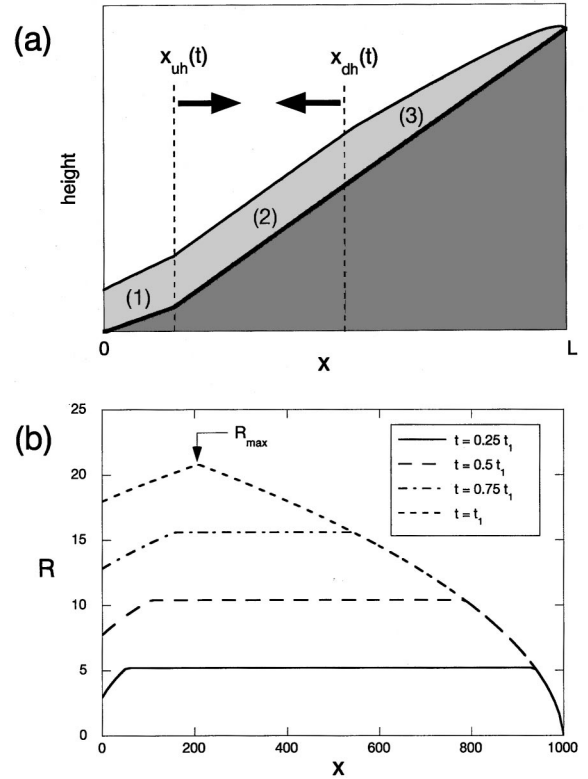 (a)
x_uh(t)
x_dh(t)
(3)
(2)
(1)
height
0
x
L
(b)
25
20
15
10
5
0
R
R_max
t = 0.25 t_1
t = 0.5 t_1
t = 0.75 t_1
t = t_1
0
200
400
600
800
1000
x